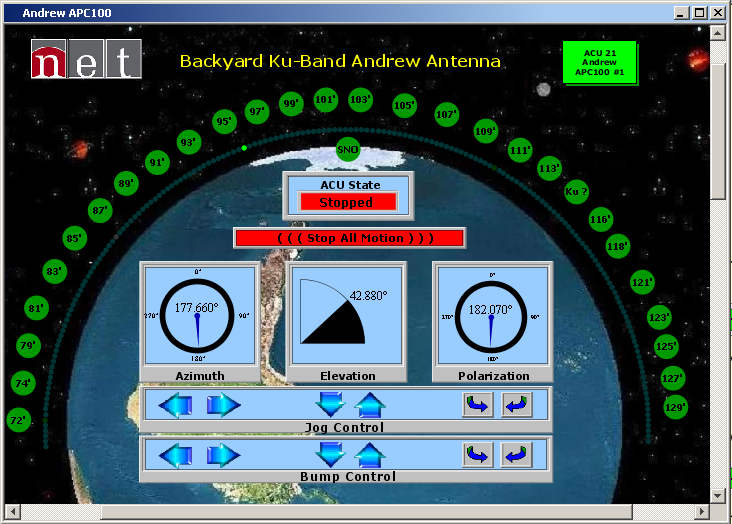 Andrew APC100
net
Backyard Ku-Band Andrew Antenna
ACU 21
Andrew
APC100 #1
72'
74'
79'
81'
83'
85'
87'
89'
91'
93'
95'
97'
99'
101'
103'
105'
107'
109'
111'
113'
Ku ?
116'
118'
121'
123'
125'
127'
129'
SNO
ACU State
Stopped
( ( ( Stop All Motion ) ) )
0°
270°
177.660°
90°
180°
Azimuth
42.880°
Elevation
0°
270°
182.070°
90°
180°
Polarization
Jog Control
Bump Control